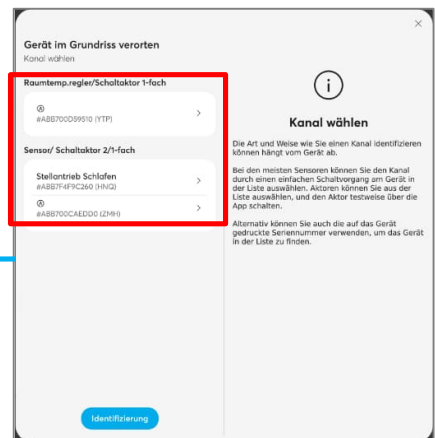 ×
Gerät im Grundriss verorten
Kanal wählen
Raumtemp.regler/Schaltaktor 1-fach
Ⓐ
#ABB700D59510 (YTP)
>
Sensor/ Schaltaktor 2/1-fach
Stellantrieb Schlafen
#ABB7F4F9C260 (HNQ)
>
Ⓐ
#ABB700CAEDD0 (ZMH)
>
Identifizierung
i
Kanal wählen
Die Art und Weise wie Sie einen Kanal identifizieren
können hängt vom Gerät ab.
Bei den meisten Sensoren können Sie den Kanal
durch einen einfachen Schaltvorgang am Gerät in
der Liste auswählen. Aktoren können Sie aus der
Liste auswählen, und den Aktor testweise über die
App schalten.
Alternativ können Sie auch die auf das Gerät
gedruckte Seriennummer verwenden, um das Gerät
in der Liste zu finden.